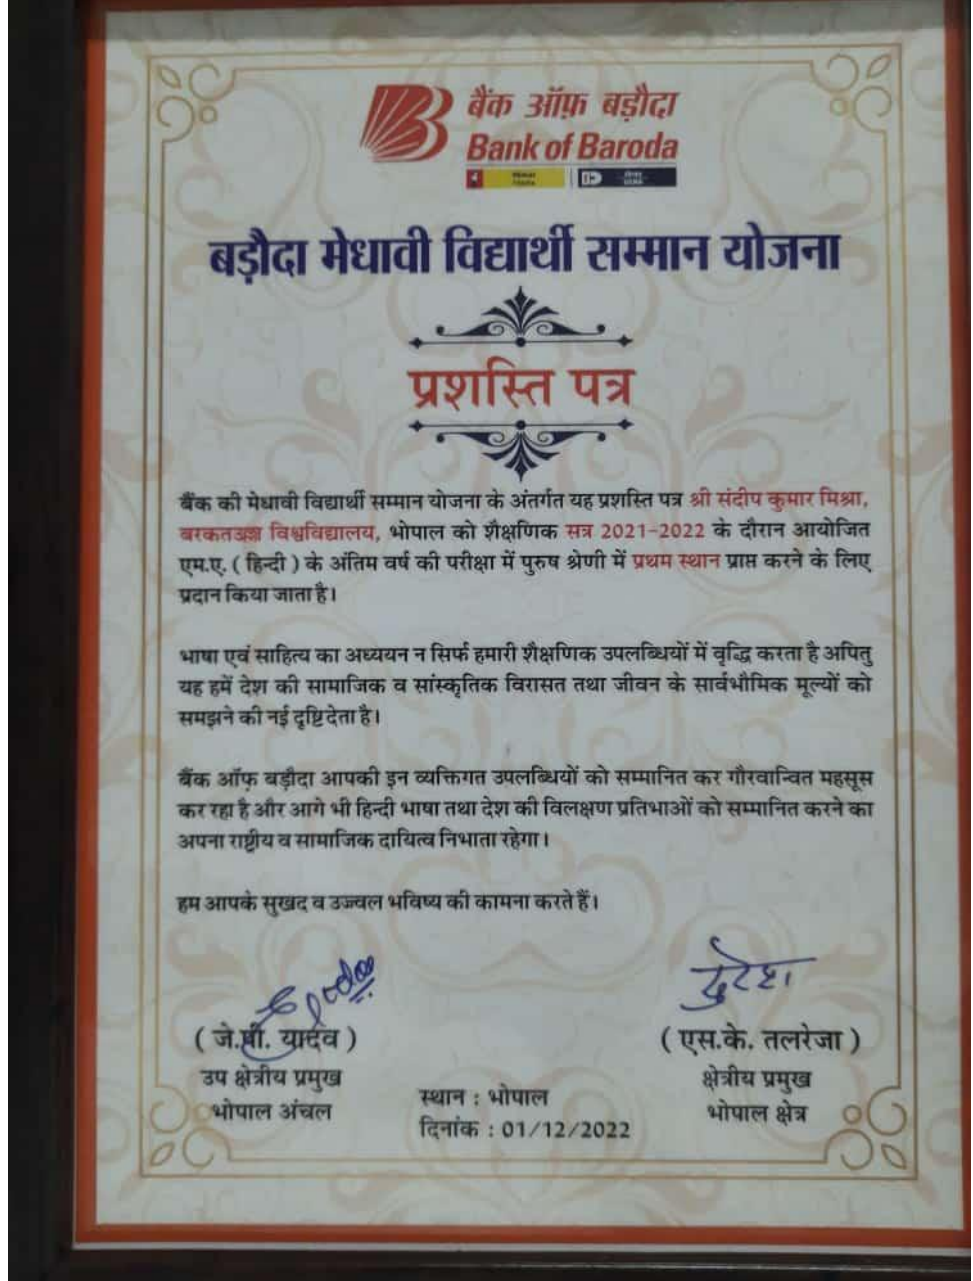 बैंक ऑफ़ बड़ौदा
Bank of Baroda
बड़ौदा मेधावी विद्यार्थी सम्मान योजना
प्रशस्ति पत्र
बैंक की मेधावी विद्यार्थी सम्मान योजना के अंतर्गत यह प्रशस्ति पत्र श्री संदीप कुमार मिश्रा,
विश्वविद्यालय, भोपाल को शैक्षणिक सत्र 2021-2022 के दौरान आयोजित
एम.ए. ( हिन्दी ) के अंतिम वर्ष की परीक्षा में पुरुष श्रेणी में प्रथम स्थान प्राप्त करने के लिए
प्रदान किया जाता है।
भाषा एवं साहित्य का अध्ययन न सिर्फ हमारी शैक्षणिक उपलब्धियों में वृद्धि करता है अपितु
यह हमें देश की सामाजिक व सांस्कृतिक विरासत तथा जीवन के सार्वभौमिक मूल्यों को
समझने की नई दृष्टि देता है।
बैंक ऑफ़ बड़ौदा आपकी इन व्यक्तिगत उपलब्धियों को सम्मानित कर गौरवान्वित महसूस
कर रहा है और आगे भी हिन्दी भाषा तथा देश की विलक्षण प्रतिभाओं को सम्मानित करने का
अपना राष्ट्रीय व सामाजिक दायित्व निभाता रहेगा।
हम आपके सुखद व उज्वल भविष्य की कामना करते हैं।
( जे.पी. यादव )
उप क्षेत्रीय प्रमुख
भोपाल अंचल
स्थान : भोपाल
दिनांक : 01/12/2022
( एस.के. तलरेजा )
क्षेत्रीय प्रमुख
भोपाल क्षेत्र